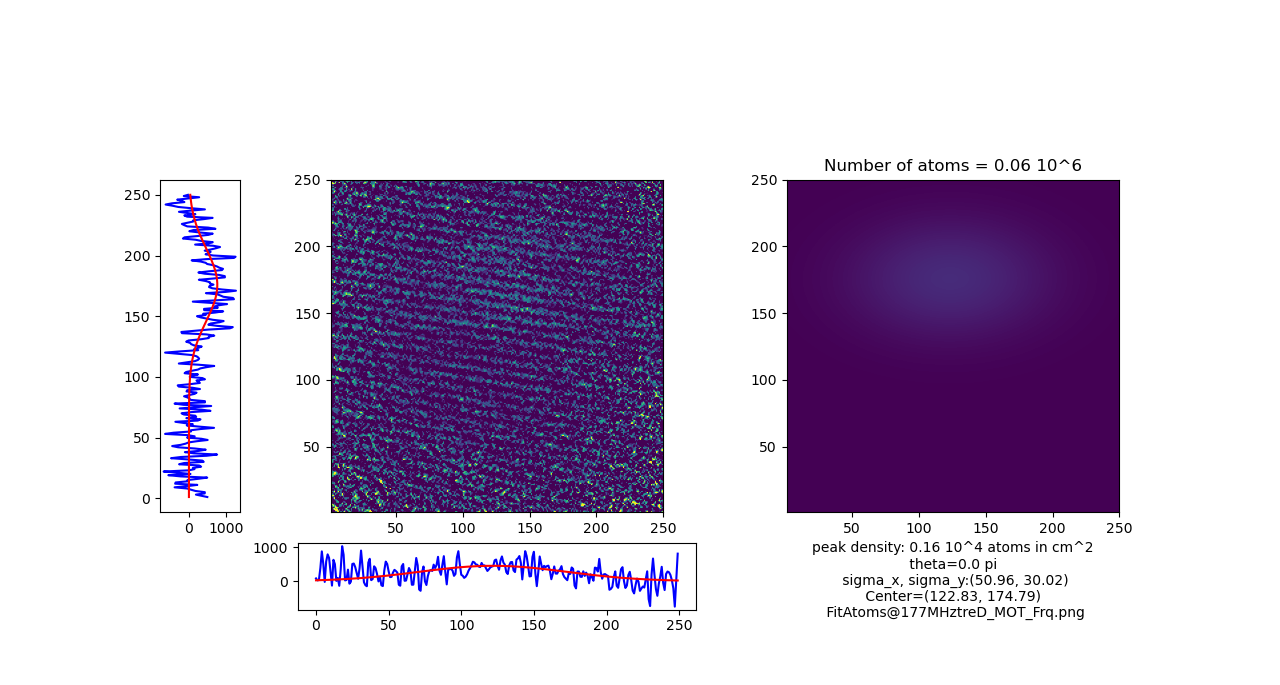 Number of atoms = 0.06 10^6
250
200
150
100
50
0
0 1000
250
200
150
100
50
50 100 150 200 250
1000
0
0 50 100 150 200 250
250
200
150
100
50
50 100 150 200 250
peak density: 0.16 10^4 atoms in cm^2
theta=0.0 pi
sigma_x, sigma_y:(50.96, 30.02)
Center=(122.83, 174.79)
FitAtoms@177MHztreD_MOT_Frq.png